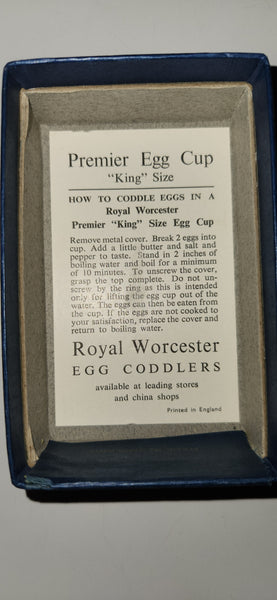 Premier Egg Cup
"King" Size
HOW TO CODDLE EGGS IN A
Royal Worcester
Premier "King" Size Egg Cup
Remove metal cover. Break 2 eggs into
cup. Add a little butter and salt and
pepper to taste. Stand in 2 inches of
boiling water and boil for a minimum
of 10 minutes. To unscrew the cover,
grasp the top complete. Do not un-
screw by the ring as this is intended
only for lifting the egg cup out of the
water. The eggs can then be eaten from
the cup. If the eggs are not cooked to
your satisfaction, replace the cover and
return to boiling water.
Royal Worcester
EGG CODDLERS
available at leading stores
and china shops
Printed in England